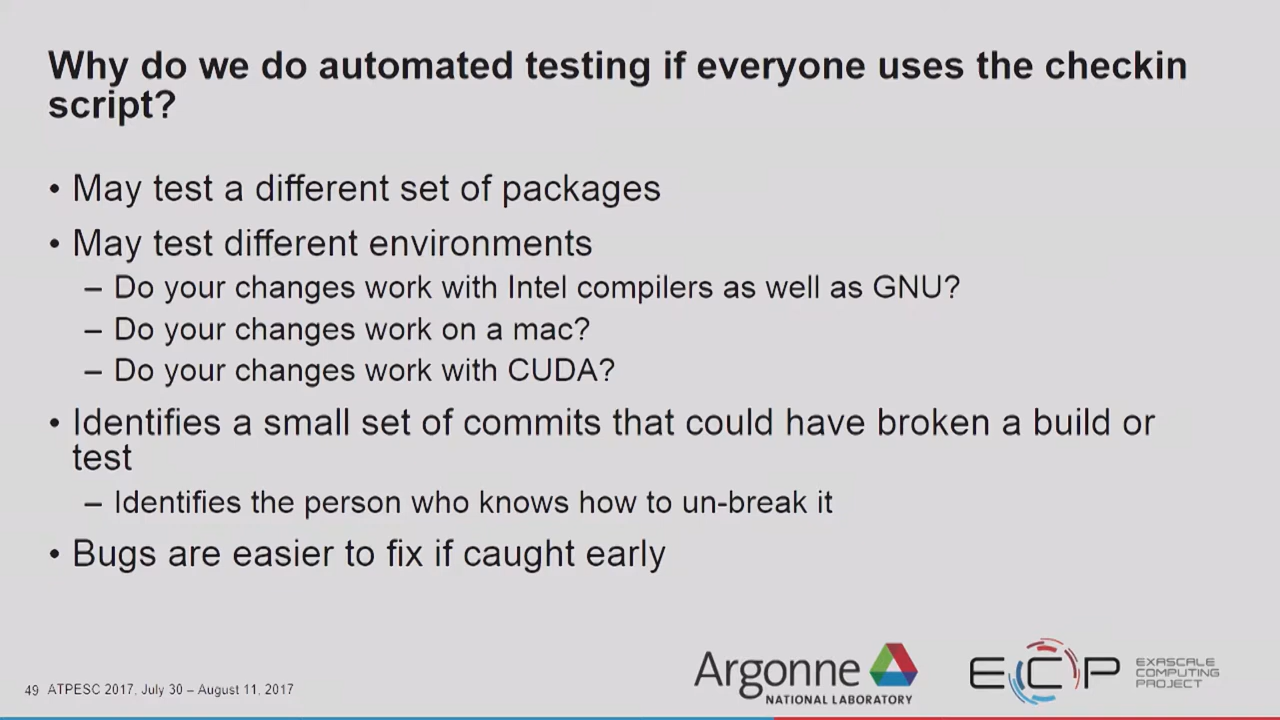 Why do we do automated testing if everyone uses the checkin
script?
• May test a different set of packages
• May test different environments
– Do your changes work with Intel compilers as well as GNU?
– Do your changes work on a mac?
– Do your changes work with CUDA?
• Identifies a small set of commits that could have broken a build or
test
– Identifies the person who knows how to un-break it
• Bugs are easier to fix if caught early
49 ATPESC 2017, July 30 – August 11, 2017
Argonne
NATIONAL LABORATORY
ECP
EXASCALE
COMPUTING
PROJECT